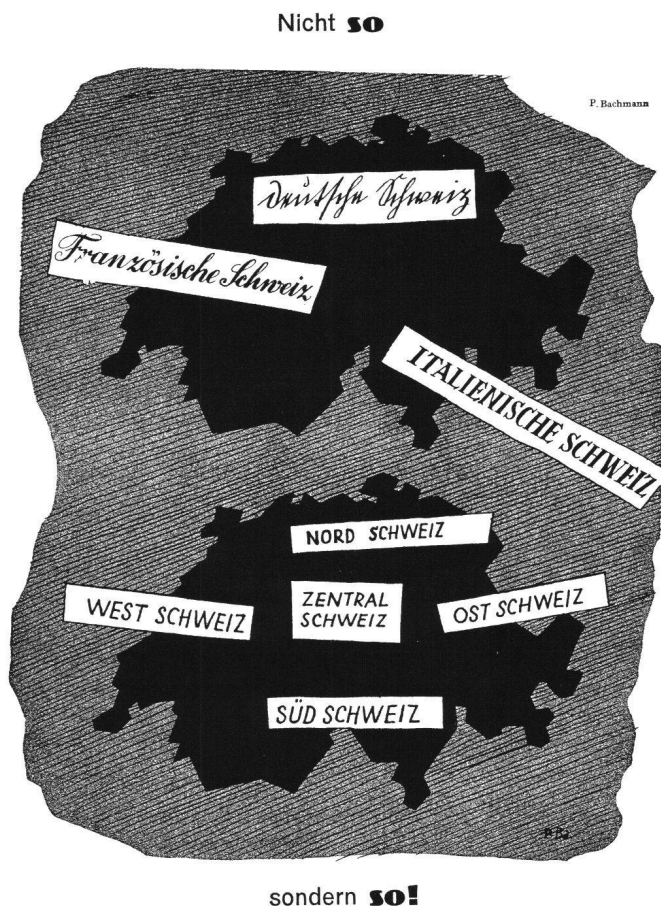 Nicht so
P. Bachmann
deutsche Schweiz
Französische Schweiz
ITALIENISCHE SCHWEIZ
NORD SCHWEIZ
WEST SCHWEIZ
ZENTRAL
SCHWEIZ
OST SCHWEIZ
SÜD SCHWEIZ
sondern so!